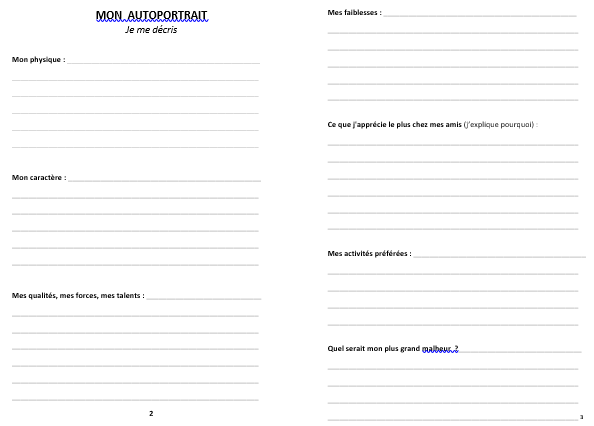 MON AUTOPORTRAIT
Je me décris
Mon physique :
Mon caractère :
Mes qualités, mes forces, mes talents :
2
Mes faiblesses :
Ce que j'apprécie le plus chez mes amis (j'explique pourquoi) :
Mes activités préférées :
Quel serait mon plus grand malheur ?
3